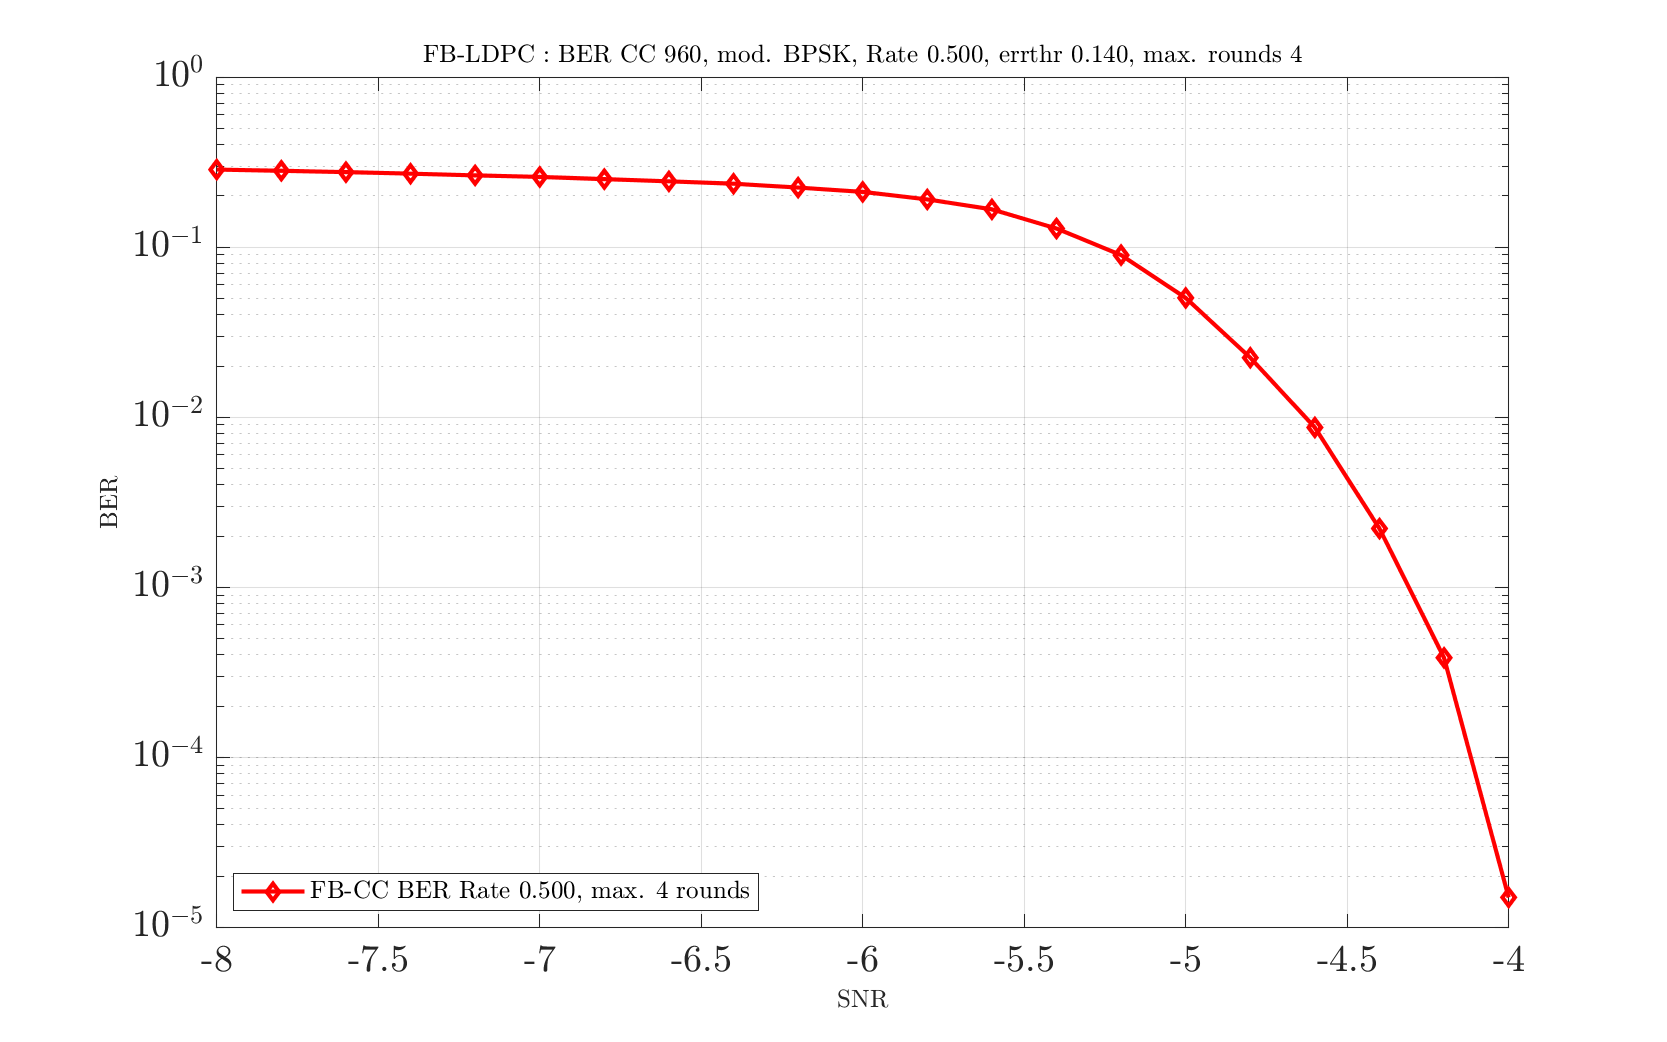 FB-LDPC : BER CC 960, mod. BPSK, Rate 0.500, errthr 0.140, max. rounds 4
10^0
10^-1
10^-2
10^-3
10^-4
10^-5
BER
FB-CC BER Rate 0.500, max. 4 rounds
-8 -7.5 -7 -6.5 -6 -5.5 -5 -4.5 -4
SNR